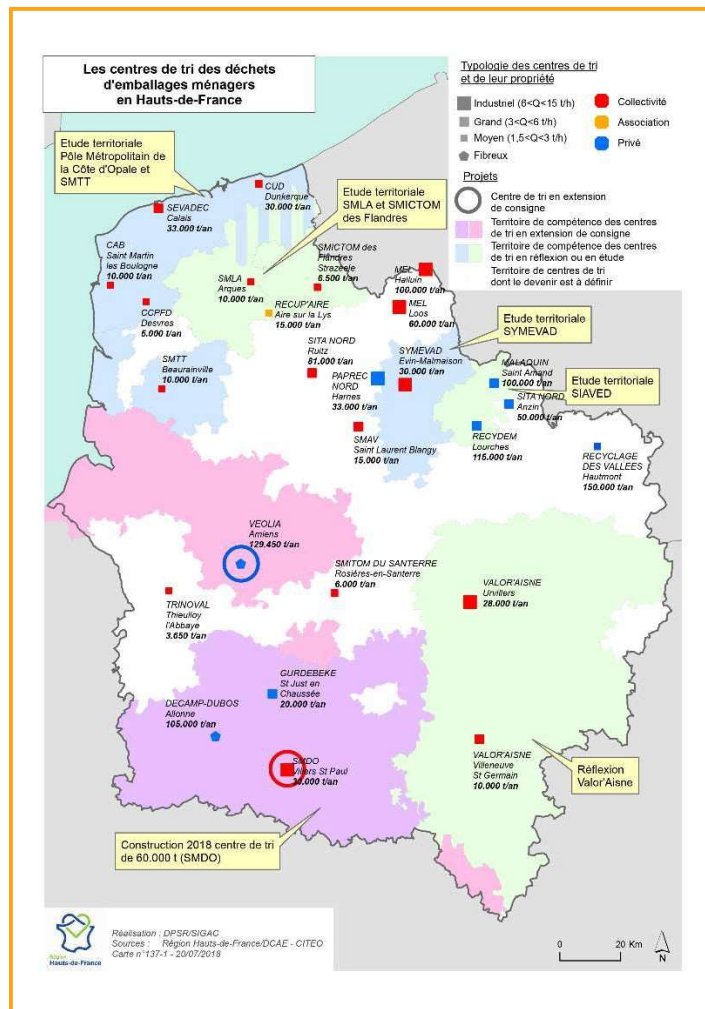 Les centres de tri des déchets
d'emballages ménagers
en Hauts-de-France
Typologie des centres de tri
et de leur propriété
Industriel (6<Q<15 t/h)
Grand (3<Q<6 t/h)
Moyen (1,5<Q<3 t/h)
Fibreux
Collectivité
Association
Privé
Projets
Centre de tri en extension
de consigne
Territoire de compétence des centres
de tri en extension de consigne
Territoire de compétence des centres
de tri en réflexion ou en étude
Territoire de centres de tri
dont le devenir est à définir
Etude territoriale
Pôle Métropolitain de
la Côte d'Opale et
SMTT
CUD
Dunkerque
30.000 t/an
Etude territoriale
SMLA et SMICTOM
des Flandres
SEVADEC
Calais
33.000 t/an
CAB
Saint Martin
les Boulogne
10.000 t/an
SMLA
Arques
10.000 t/an
SMICTOM des
Flandres
Strazeele
6.500 t/an
MEL
Halluin
100.000 t/an
CCPFD
Desvres
5.000 t/an
RECUP'AIRE
Aire sur la Lys
15.000 t/an
MEL
Loos
60.000 t/an
Etude territoriale
SYMEVAD
SMTT
Beaurainville
10.000 t/an
SITA NORD
Ruitz
81.000 t/an
SYMEVAD
Evin-Malmaison
30.000 t/an
MALAQUIN
Saint Amand
100.000 t/an
PAPREC
NORD
Harnes
33.000 t/an
Etude territoriale
SIAVED
SITA NORD
Anzin
50.000 t/an
SMAV
Saint Laurent Blangy
15.000 t/an
RECYDEM
Lourches
115.000 t/an
RECYCLAGE
DES VALLEES
Hautmont
150.000 t/an
VEOLIA
Amiens
129.450 t/an
SMITOM DU SANTERRE
Rosières-en-Santerre
6.000 t/an
VALOR'AISNE
Urvillers
28.000 t/an
TRINOVAL
Thieulloy
l'Abbaye
3.650 t/an
GURDEBEKE
St Just en
Chaussée
20.000 t/an
DECAMP-DUBOS
Allonne
105.000 t/an
SMDO
Villers St Paul
30.000 t/an
VALOR'AISNE
Villeneuve
St Germain
10.000 t/an
Réflexion
Valor'Aisne
Construction 2018 centre de tri
de 60.000 t (SMDO)
Région
Hauts-de-France
Réalisation : DPSR/SIGAC
Sources : Région Hauts-de-France/DCAE - CITEO
Carte n°137-1 - 20/07/2018
0 20 Km
N